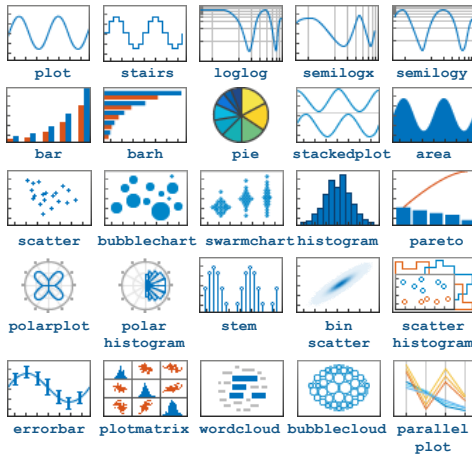 plot stairs loglog semilogx semilogy
bar barh pie stackedplot area
scatter bubblechart swarmchart histogram pareto
polarplot polar stem bin scatter
histogram scatter histogram
errorbar plotmatrix wordcloud bubblecloud parallel
plot